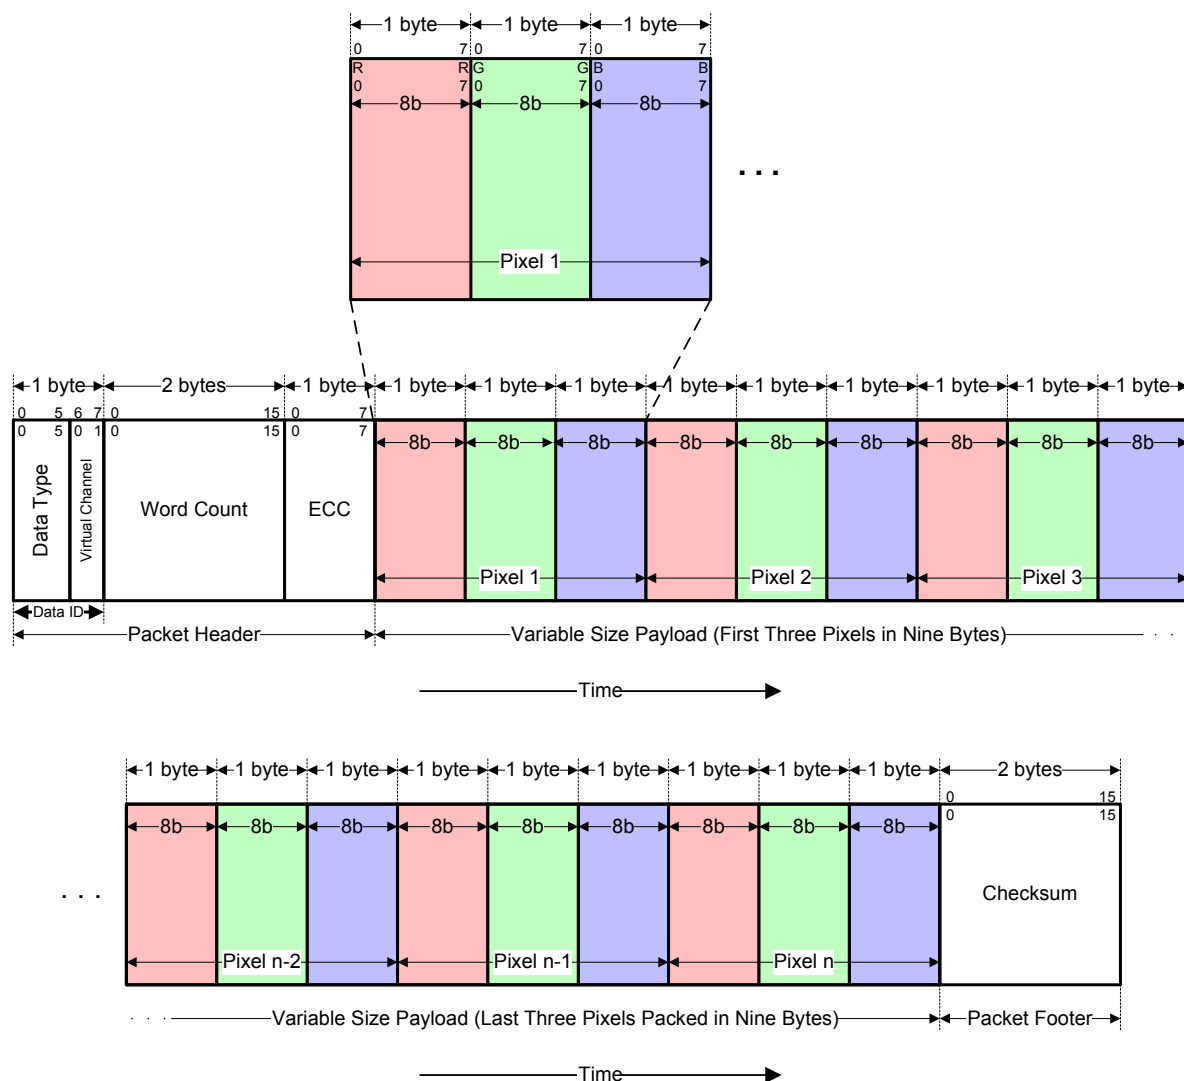 1 byte 1 byte 1 byte
0 7 0 7 0 7
R R G G B B
0 7 0 7 0 7
8b 8b 8b
. . .
Pixel 1
1 byte 2 bytes 1 byte 1 byte 1 byte 1 byte 1 byte 1 byte 1 byte 1 byte 1 byte 1 byte
0 5 6 7 0 15 0 7
0 5 0 1 0 15 0 7
8b 8b 8b 8b 8b 8b 8b 8b 8b
Data Type
Virtual Channel
Word Count
ECC
Pixel 1 Pixel 2 Pixel 3
Data ID
Packet Header
Variable Size Payload (First Three Pixels in Nine Bytes) · ·
Time
1 byte 1 byte 1 byte 1 byte 1 byte 1 byte 1 byte 1 byte 1 byte 2 bytes
0 15
0 15
8b 8b 8b 8b 8b 8b 8b 8b 8b
. . .
Checksum
Pixel n-2 Pixel n-1 Pixel n
· · · Variable Size Payload (Last Three Pixels Packed in Nine Bytes)
Packet Footer
Time